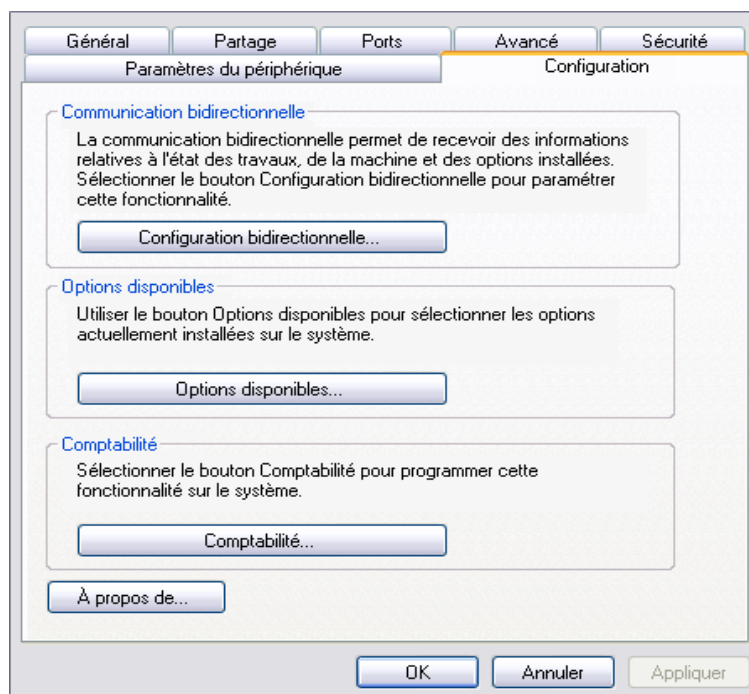 Général Partage Ports Avancé Sécurité
Paramètres du périphérique Configuration
Communication bidirectionnelle
La communication bidirectionnelle permet de recevoir des informations
relatives à l'état des travaux, de la machine et des options installées.
Sélectionner le bouton Configuration bidirectionnelle pour paramétrer
cette fonctionnalité.
Configuration bidirectionnelle...
Options disponibles
Utiliser le bouton Options disponibles pour sélectionner les options
actuellement installées sur le système.
Options disponibles...
Comptabilité
Sélectionner le bouton Comptabilité pour programmer cette
fonctionnalité sur le système.
Comptabilité...
À propos de...
OK Annuler Appliquer